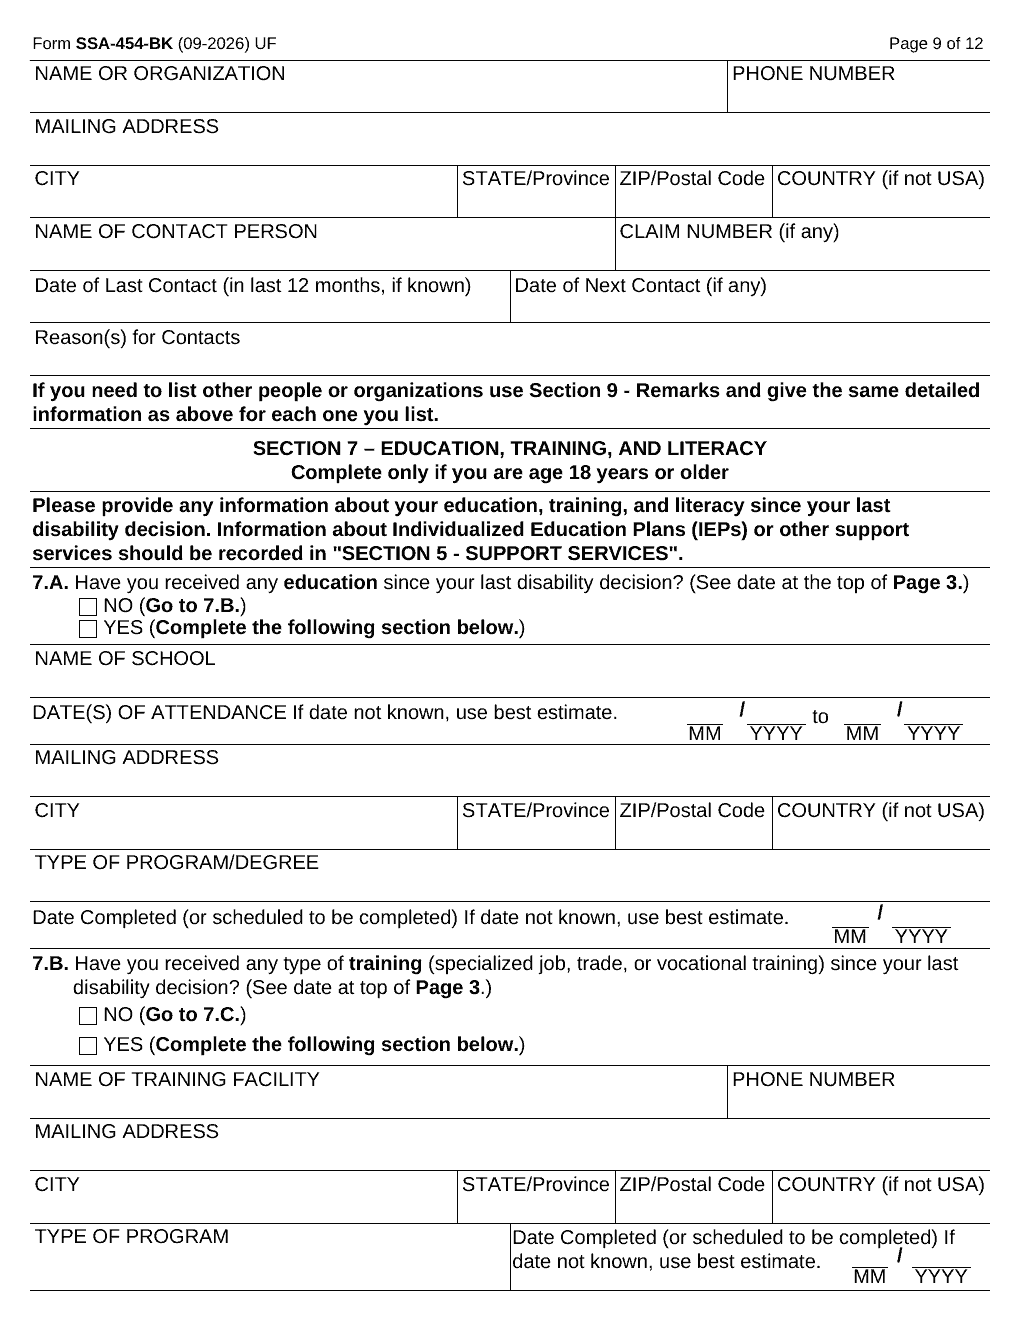 Form SSA-454-BK (09-2026) UF Page 9 of 12
NAME OR ORGANIZATION PHONE NUMBER
MAILING ADDRESS
CITY STATE/Province ZIP/Postal Code COUNTRY (if not USA)
NAME OF CONTACT PERSON CLAIM NUMBER (if any)
Date of Last Contact (in last 12 months, if known) Date of Next Contact (if any)
Reason(s) for Contacts
If you need to list other people or organizations use Section 9 - Remarks and give the same detailed
information as above for each one you list.
SECTION 7 – EDUCATION, TRAINING, AND LITERACY
Complete only if you are age 18 years or older
Please provide any information about your education, training, and literacy since your last
disability decision. Information about Individualized Education Plans (IEPs) or other support
services should be recorded in "SECTION 5 - SUPPORT SERVICES".
7.A. Have you received any education since your last disability decision? (See date at the top of Page 3.)
NO (Go to 7.B.)
YES (Complete the following section below.)
NAME OF SCHOOL
DATE(S) OF ATTENDANCE If date not known, use best estimate. / to /
MM YYYY MM YYYY
MAILING ADDRESS
CITY STATE/Province ZIP/Postal Code COUNTRY (if not USA)
TYPE OF PROGRAM/DEGREE
Date Completed (or scheduled to be completed) If date not known, use best estimate. /
MM YYYY
7.B. Have you received any type of training (specialized job, trade, or vocational training) since your last
disability decision? (See date at top of Page 3.)
NO (Go to 7.C.)
YES (Complete the following section below.)
NAME OF TRAINING FACILITY PHONE NUMBER
MAILING ADDRESS
CITY STATE/Province ZIP/Postal Code COUNTRY (if not USA)
TYPE OF PROGRAM Date Completed (or scheduled to be completed) If
date not known, use best estimate. /
MM YYYY